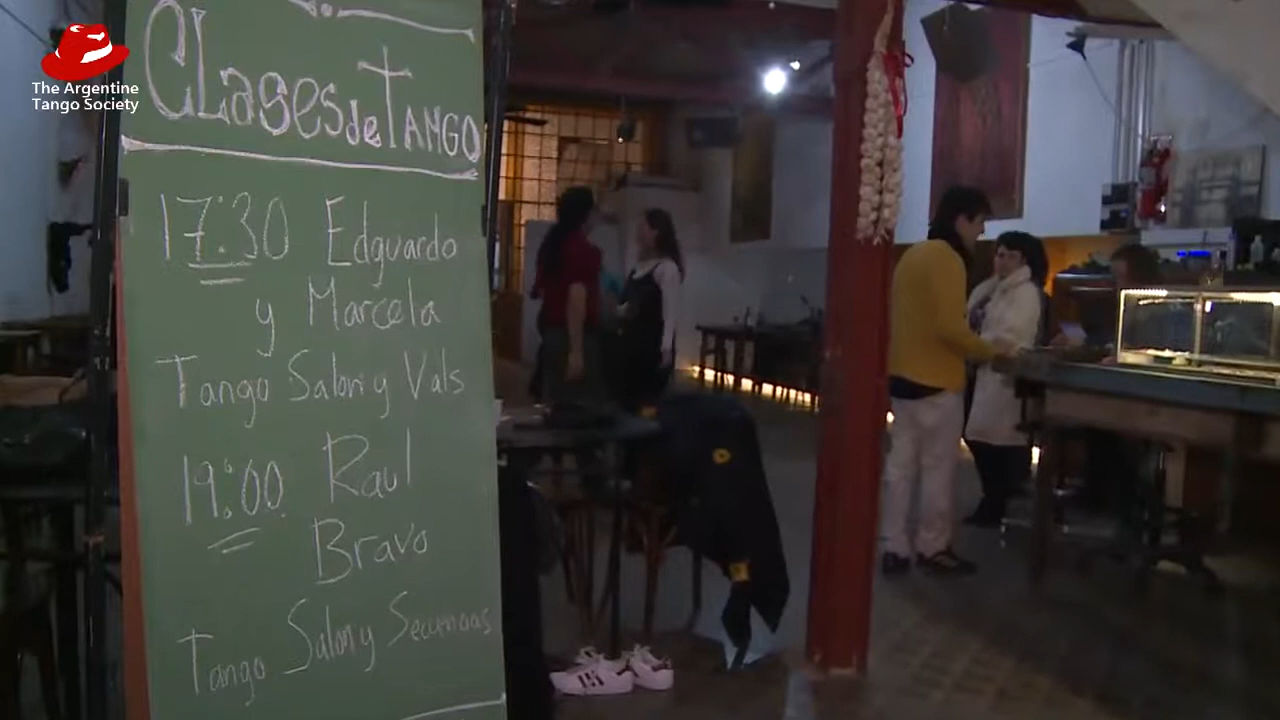 The Argentine
Tango Society
CLases de TANGO
17:30 Edguardo
y Marcela
Tango Salon y Vals
19:00 Raul
Bravo
Tango Salon y Secuencias